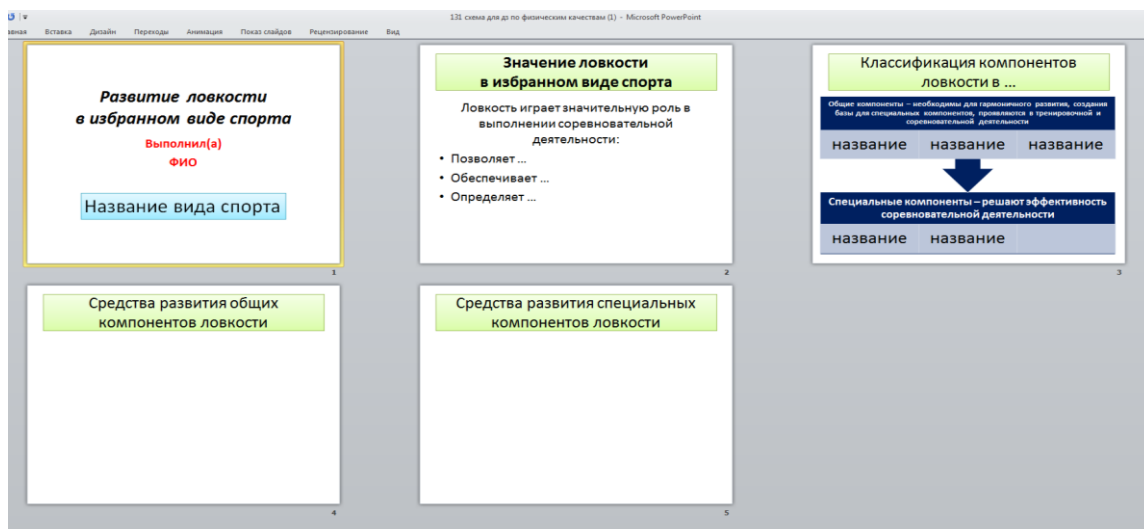 131 схема для дз по физическим качествам (1) - Microsoft PowerPoint
Вставка Дизайн Переходы Анимация Показ слайдов Рецензирование Вид
Развитие ловкости
в избранном виде спорта
Выполнил(а)
ФИО
Название вида спорта
1
Значение ловкости
в избранном виде спорта
Ловкость играет значительную роль в
выполнении соревновательной
деятельности:
• Позволяет ...
• Обеспечивает ...
• Определяет ...
2
Классификация компонентов
ловкости в ...
Общие компоненты – необходимы для гармоничного развития, создания
базы для специальных компонентов, проявляются в тренировочной и
соревновательной деятельности
название название название
Специальные компоненты – решают эффективность
соревновательной деятельности
название название
3
Средства развития общих
компонентов ловкости
4
Средства развития специальных
компонентов ловкости
5